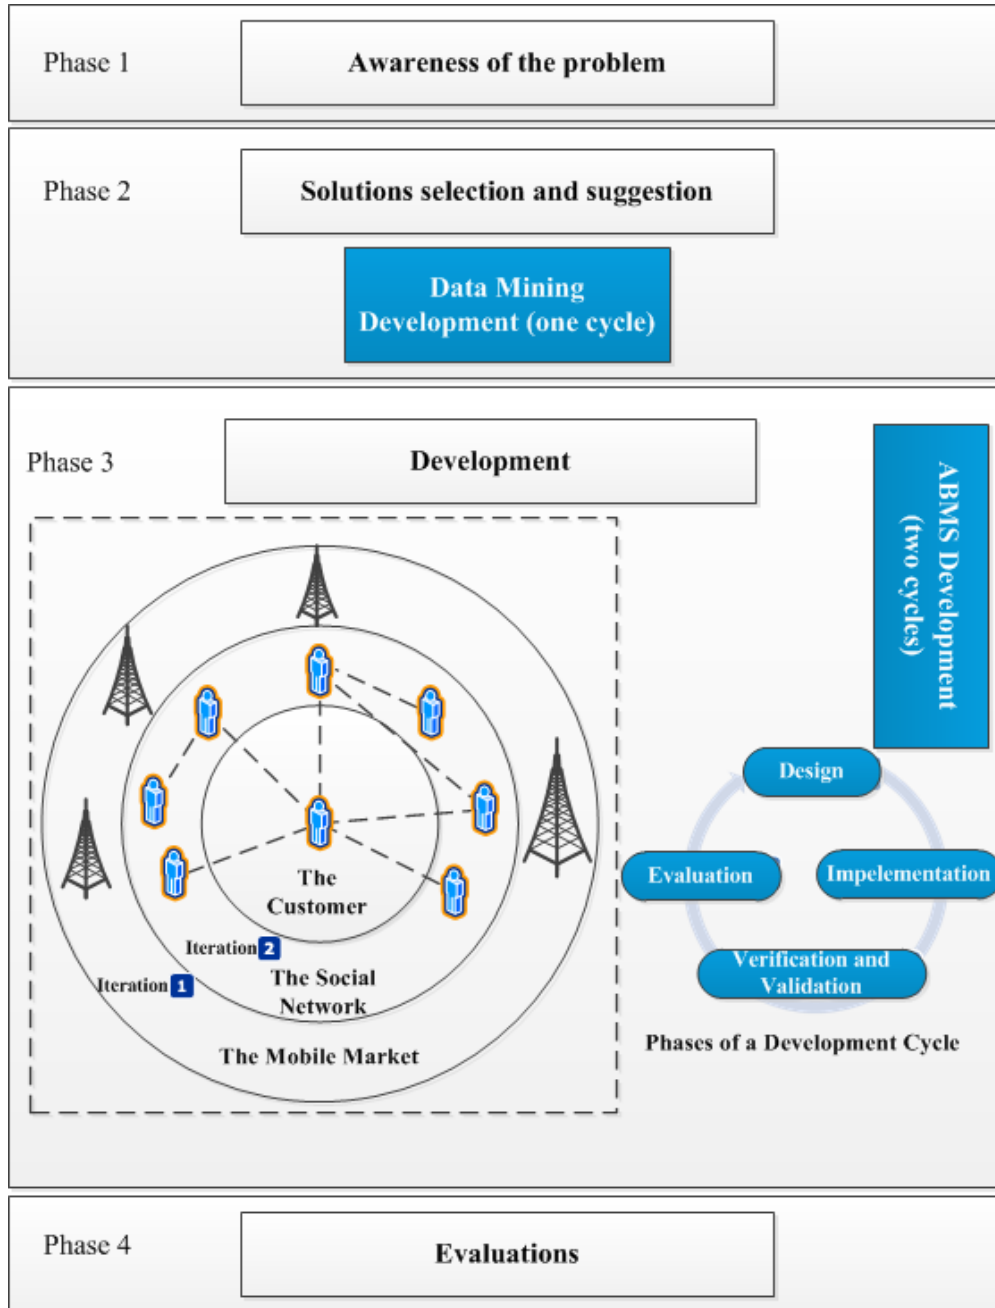 Phase 1
Awareness of the problem
Phase 2
Solutions selection and suggestion
Data Mining
Development (one cycle)
Phase 3
Development
ABMS Development
(two cycles)
The
Customer
Iteration 2
The Social
Network
Iteration 1
The Mobile Market
Design
Evaluation
Impelementation
Verification and
Validation
Phases of a Development Cycle
Phase 4
Evaluations